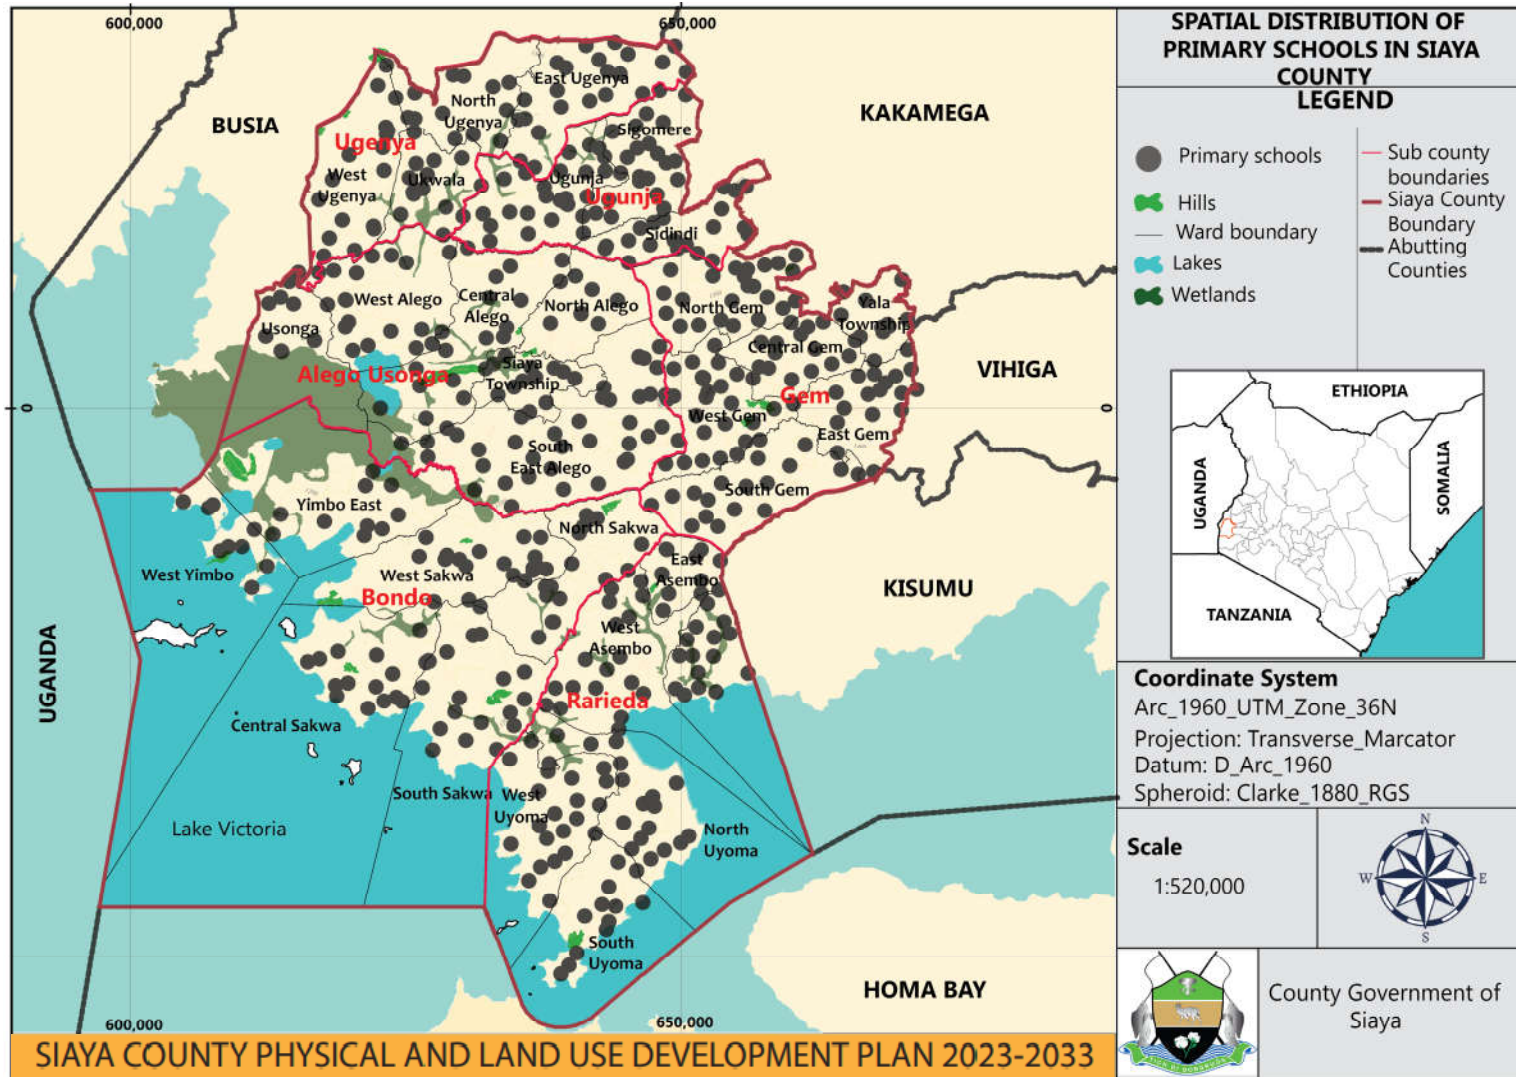 600,000
650,000
BUSIA
KAKAMEGA
East Ugenya
North
Ugenya
Sigomere
Ugenya
West
Ugenya
Ukwala
Ugunja
Ugunja
Sidindi
West Alego
Central
Alego
North Alego
North Gem
Yala
Township
Usonga
Central Gem
VIHIGA
Alego Usonga
Siaya
Township
Gem
0
0
West Gem
East Gem
South
East Alego
South Gem
Yimbo East
North Sakwa
West Yimbo
West Sakwa
East
Asembo
KISUMU
Bondo
West
Asembo
UGANDA
Rarieda
Central Sakwa
South Sakwa
West
Uyoma
Lake Victoria
North
Uyoma
South
Uyoma
HOMA BAY
600,000
650,000
SIAYA COUNTY PHYSICAL AND LAND USE DEVELOPMENT PLAN 2023-2033
SPATIAL DISTRIBUTION OF
PRIMARY SCHOOLS IN SIAYA
COUNTY
LEGEND
Primary schools
Hills
Ward boundary
Lakes
Wetlands
Sub county
boundaries
Siaya County
Boundary
Abutting
Counties
ETHIOPIA
UGANDA
SOMALIA
TANZANIA
Coordinate System
Arc_1960_UTM_Zone_36N
Projection: Transverse_Marcator
Datum: D_Arc_1960
Spheroid: Clarke_1880_RGS
Scale
1:520,000
N
W
E
S
County Government of
Siaya